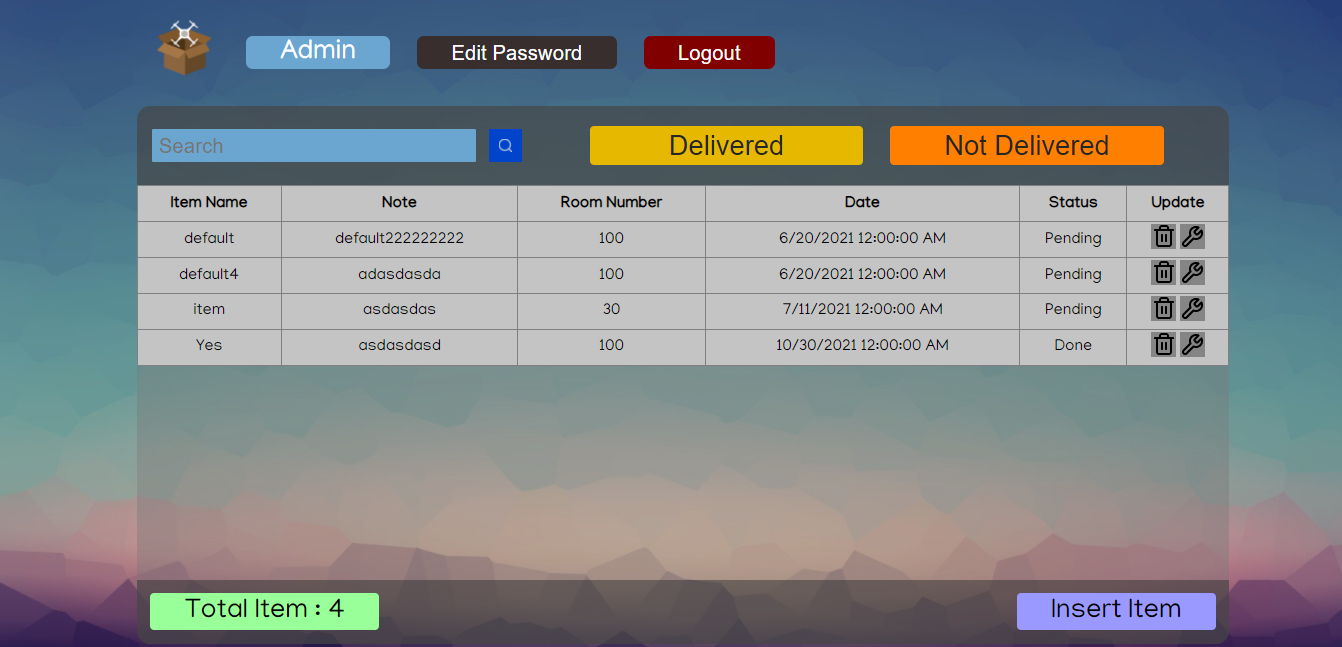 Admin Edit Password Logout
Search Delivered Not Delivered
Item Name Note Room Number Date Status Update
default default222222222 100 6/20/2021 12:00:00 AM Pending
default4 adasdasda 100 6/20/2021 12:00:00 AM Pending
item asdasdas 30 7/11/2021 12:00:00 AM Pending
Yes asdasdasd 100 10/30/2021 12:00:00 AM Done
Total Item : 4 Insert Item